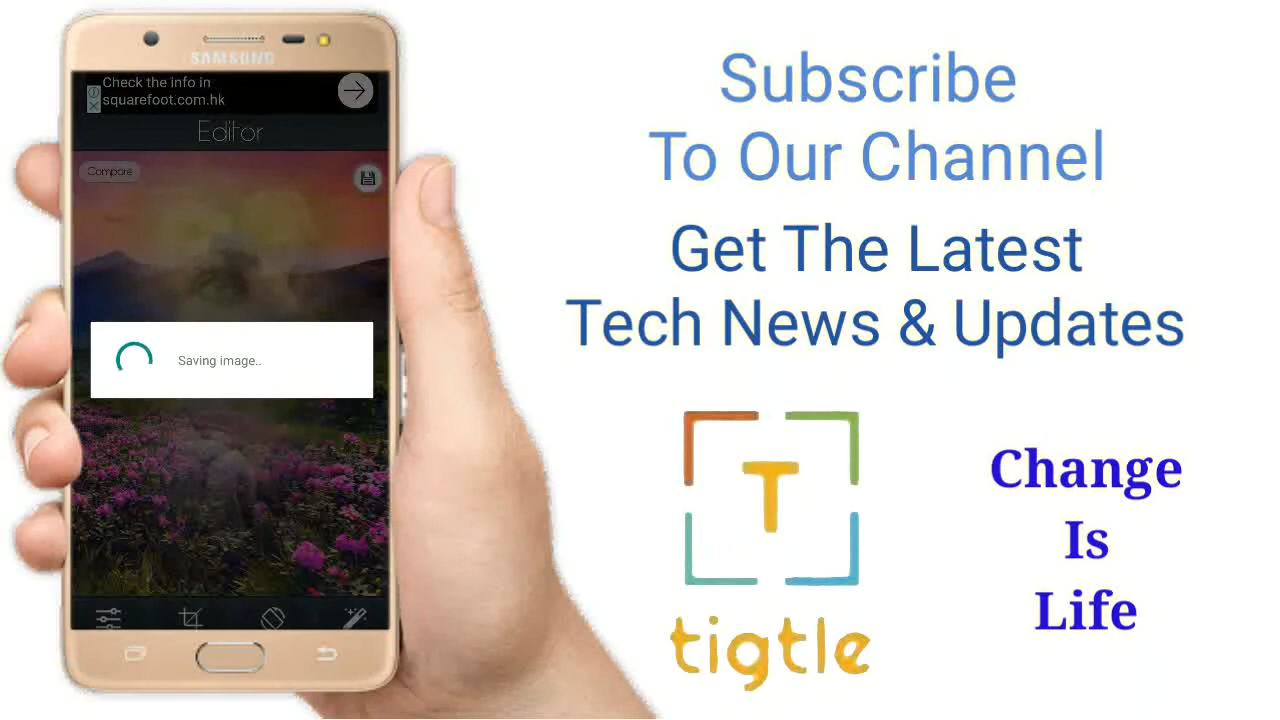 SAMSUNG
Check the info in
squarefoot.com.hk
Editor
Compare
Saving image..
Subscribe
To Our Channel
Get The Latest
Tech News & Updates
T
tigtle
Change
Is
Life